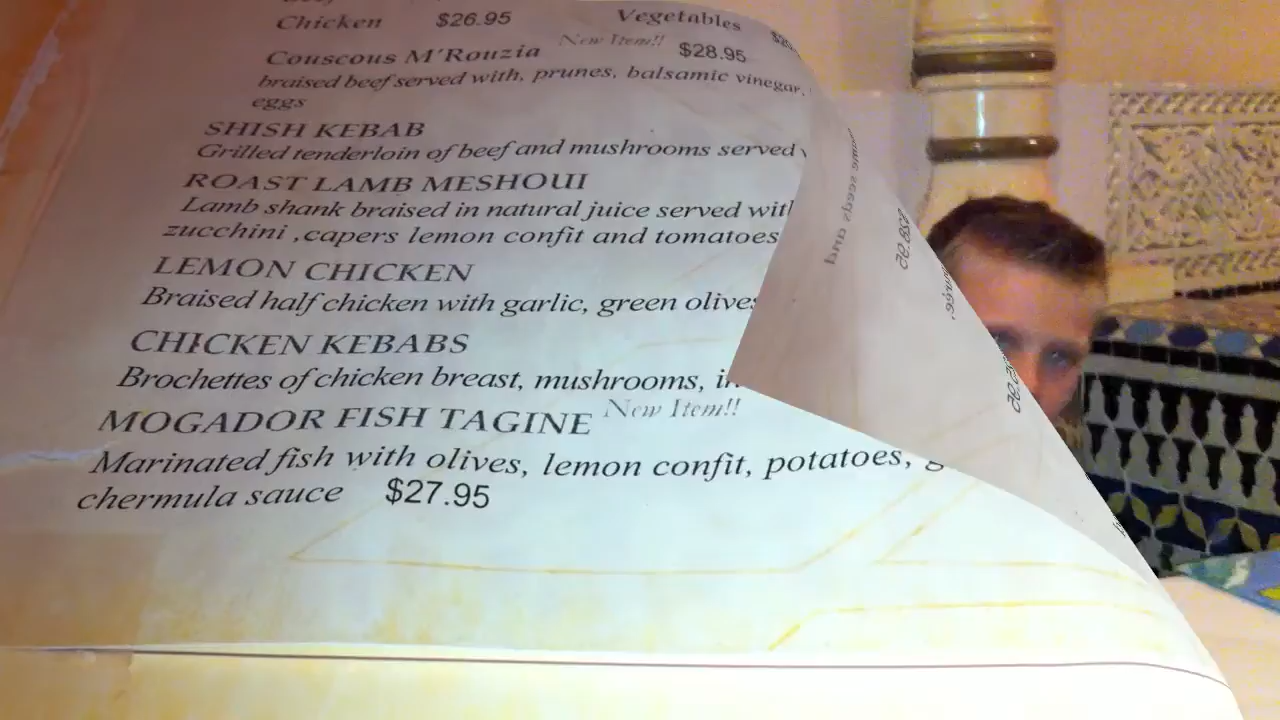 Chicken $26.95 Vegetables
Couscous M'Rouzia New Item!! $28.95
braised beef served with, prunes, balsamic vinegar,
eggs
SHISH KEBAB
Grilled tenderloin of beef and mushrooms served
ROAST LAMB MESHOUI
Lamb shank braised in natural juice served with
zucchini ,capers lemon confit and tomatoes
LEMON CHICKEN
Braised half chicken with garlic, green olives
CHICKEN KEBABS
Brochettes of chicken breast, mushrooms,
MOGADOR FISH TAGINE New Item!!
Marinated fish with olives, lemon confit, potatoes,
chermula sauce $27.95